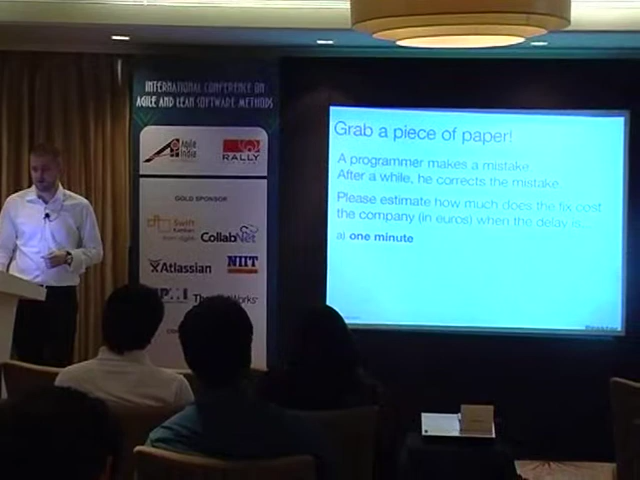 INTERNATIONAL CONFERENCE ON
AGILE AND LEAN SOFTWARE METHODS
Agile
India
RALLY
GOLD SPONSOR
Swift
CollabNet
Atlassian
NIIT
Grab a piece of paper!
A programmer makes a mistake.
After a while, he corrects the mistake.
Please estimate how much does the fix cost
the company (in euros) when the delay is...
a) one minute